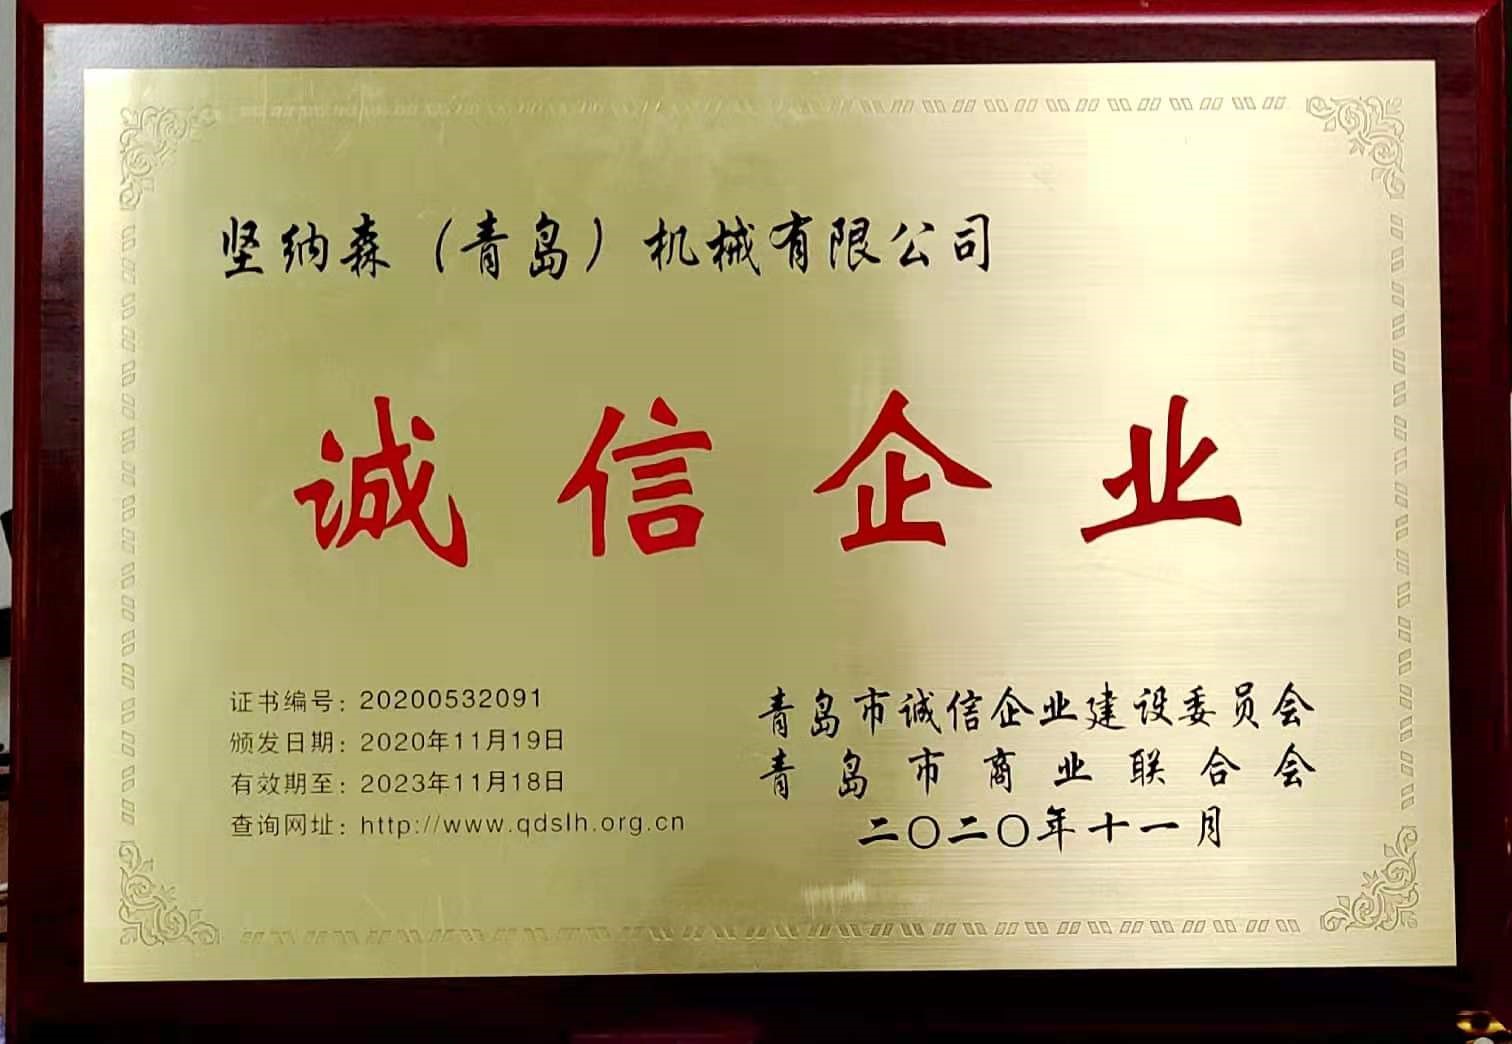 坚纳森（青岛）机械有限公司
诚信企业
证书编号：20200532091
颁发日期：2020年11月19日
有效期至：2023年11月18日
查询网址：http://www.qdslh.org.cn
青岛市诚信企业建设委员会
青岛市商业联合会
二〇二〇年十一月